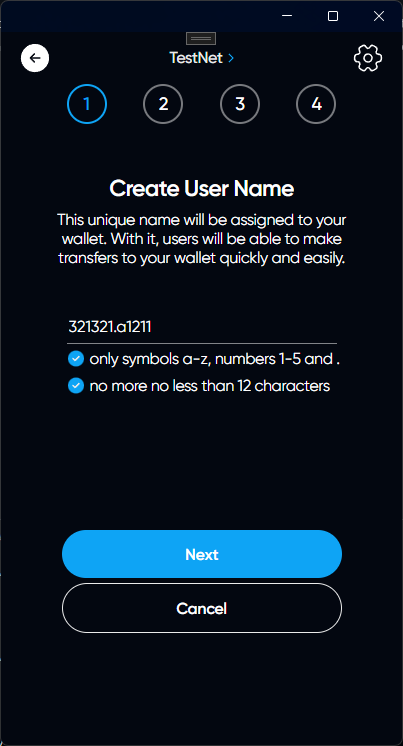 TestNet
1 2 3 4
Create User Name
This unique name will be assigned to your
wallet. With it, users will be able to make
transfers to your wallet quickly and easily.
321321.a1211
only symbols a-z, numbers 1-5 and .
no more no less than 12 characters
Next
Cancel